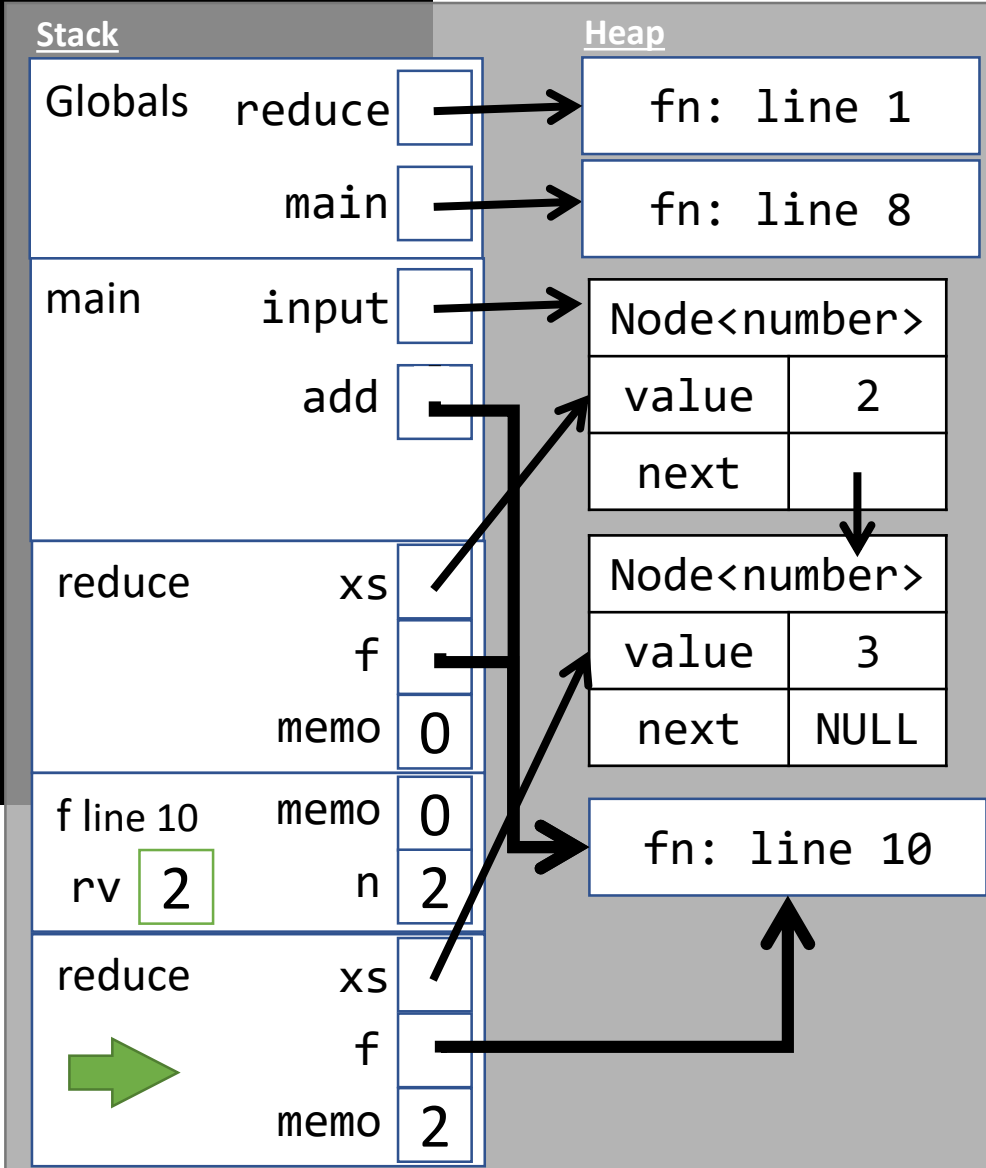 Stack
Heap
Globals reduce
fn: line 1
main
fn: line 8
main input
Node<number>
add
value 2
next
reduce xs
Node<number>
f
value 3
memo 0
next NULL
f line 10 memo 0
fn: line 10
rv 2 n 2
reduce xs
f
memo 2